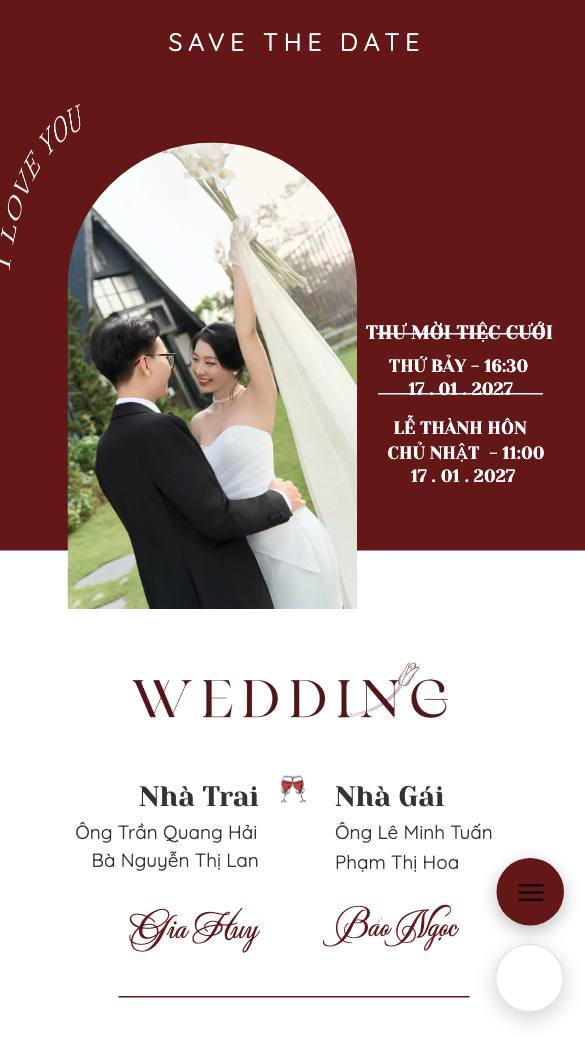 SAVE THE DATE
I LOVE YOU
THƯ MỜI TIỆC CƯỚI
THỨ BẢY - 16:30
17 . 01 . 2027
LỄ THÀNH HÔN
CHỦ NHẬT - 11:00
17 . 01 . 2027
WEDDING
Nhà Trai
Ông Trần Quang Hải
Bà Nguyễn Thị Lan
Gia Huy
Nhà Gái
Ông Lê Minh Tuấn
Phạm Thị Hoa
Bảo Ngọc